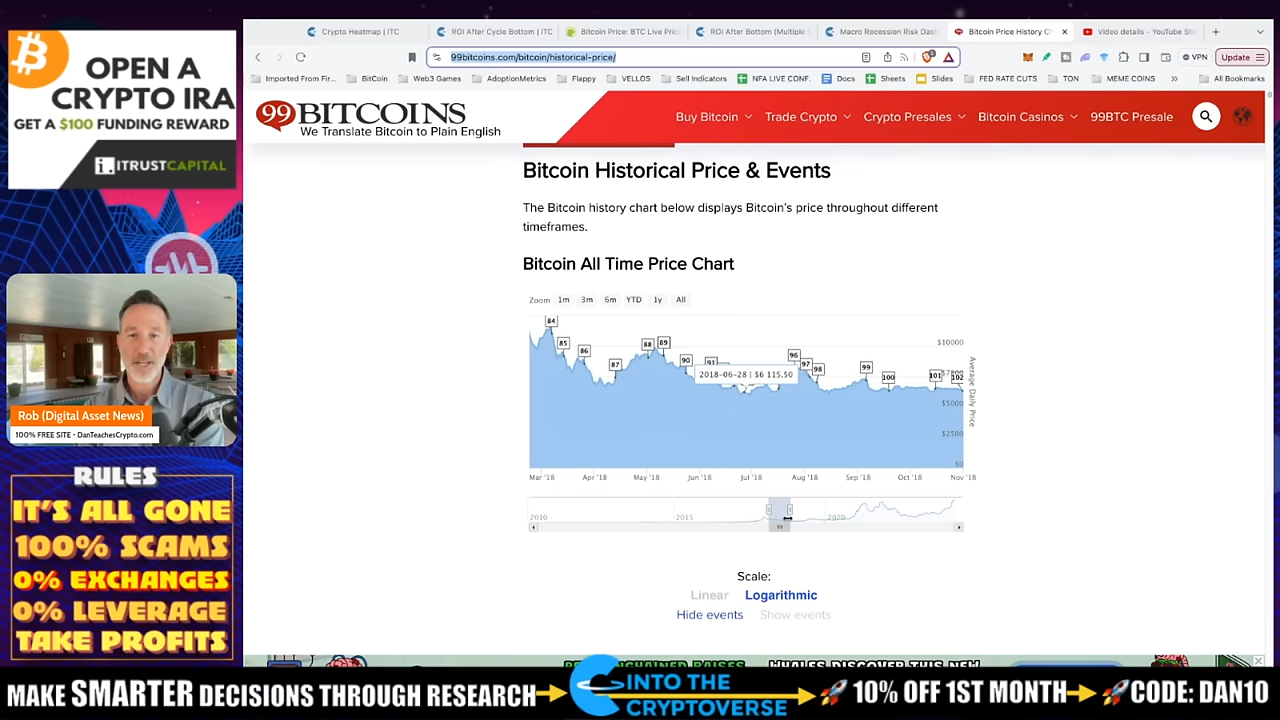 OPEN A
CRYPTO IRA
GET A $100 FUNDING REWARD
ITRUSTCAPITAL
Rob (Digital Asset News)
100% FREE SITE - DanTeachesCrypto.com
RULES
IT'S ALL GONE
100% SCAMS
0% EXCHANGES
0% LEVERAGE
TAKE PROFITS
Crypto Heatmap | ITC
ROI After Cycle Bottom | ITC
Bitcoin Price: BTC Live Pric
ROI After Bottom (Multiple
Macro Recession Risk Dash
Bitcoin Price History C
Video details - YouTube Stu
99bitcoins.com/bitcoin/historical-price/
VPN
Update
Imported From Fir...
BitCoin
Web3 Games
AdoptionMetrics
Flappy
VELLOS
Sell Indicators
NFA LIVE CONF.
Docs
Sheets
Slides
FED RATE CUTS
TON
MEME COINS
»
All Bookmarks
99BITCOINS
We Translate Bitcoin to Plain English
Buy Bitcoin
Trade Crypto
Crypto Presales
Bitcoin Casinos
99BTC Presale
Bitcoin Historical Price & Events
The Bitcoin history chart below displays Bitcoin's price throughout different
timeframes.
Bitcoin All Time Price Chart
Zoom 1m 3m 6m YTD 1y All
84
85
86
87
88
89
90
91
96
97
98
99
100
101
102
2018-06-28 | $6 115.50
$10000
$5000
$2500
$0
Average Daily Price
Mar '18 Apr '18 May '18 Jun '18 Jul '18 Aug '18 Sep '18 Oct '18 Nov '18
2010 2015 2020
Scale:
Linear Logarithmic
Hide events Show events
WHALES DISCOVER THIS NEW
MAKE SMARTER DECISIONS THROUGH RESEARCH
INTO THE
CRYPTOVERSE
10% OFF 1ST MONTH
CODE: DAN10